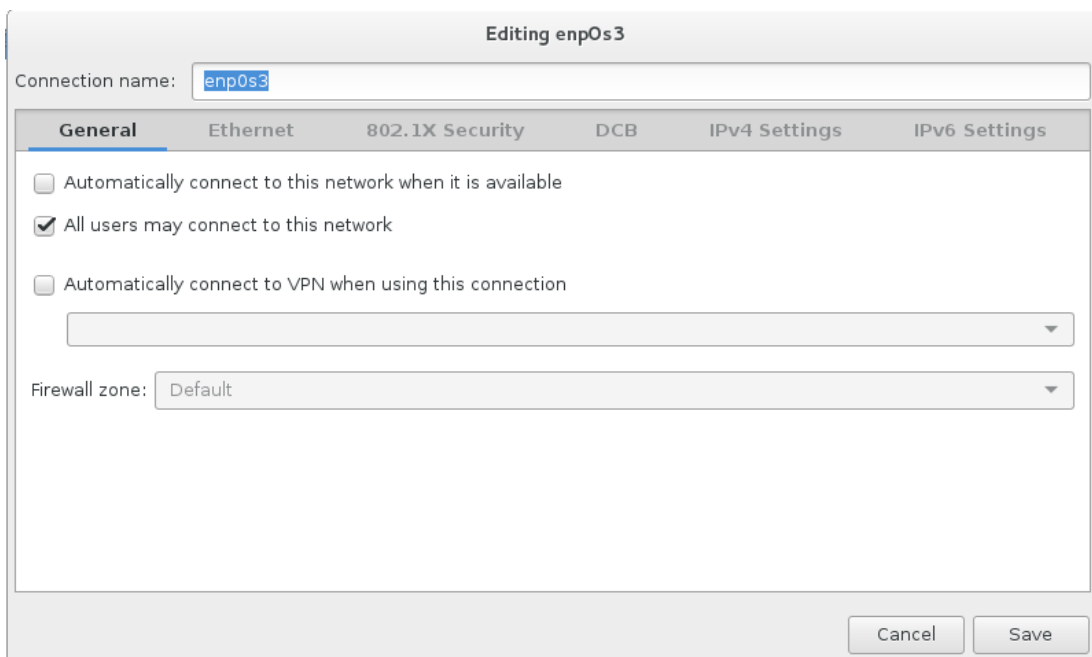 Editing enp0s3
Connection name: enp0s3
General Ethernet 802.1X Security DCB IPv4 Settings IPv6 Settings
Automatically connect to this network when it is available
All users may connect to this network
Automatically connect to VPN when using this connection
Firewall zone: Default
Cancel Save